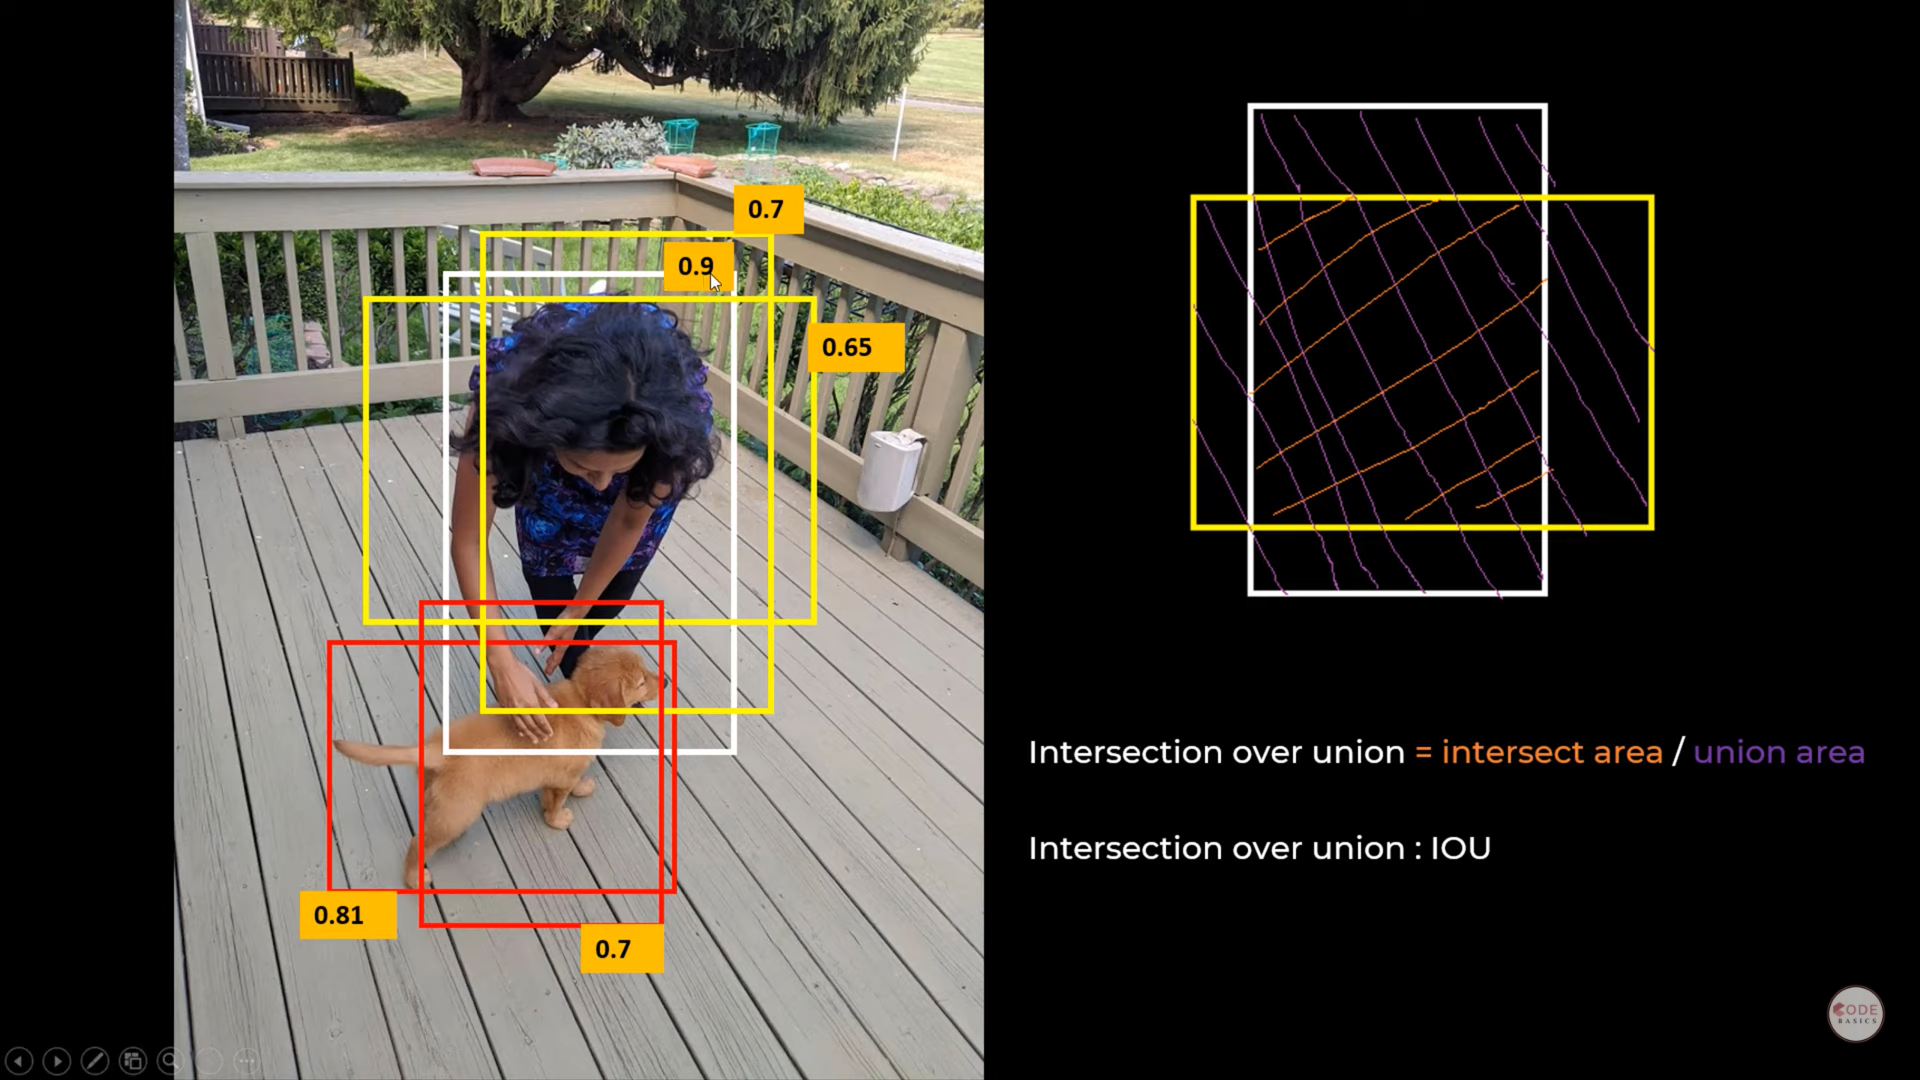 0.7
0.9
0.65
0.81
0.7
Intersection over union = intersect area / union area
Intersection over union : IOU
CODE
BASICS